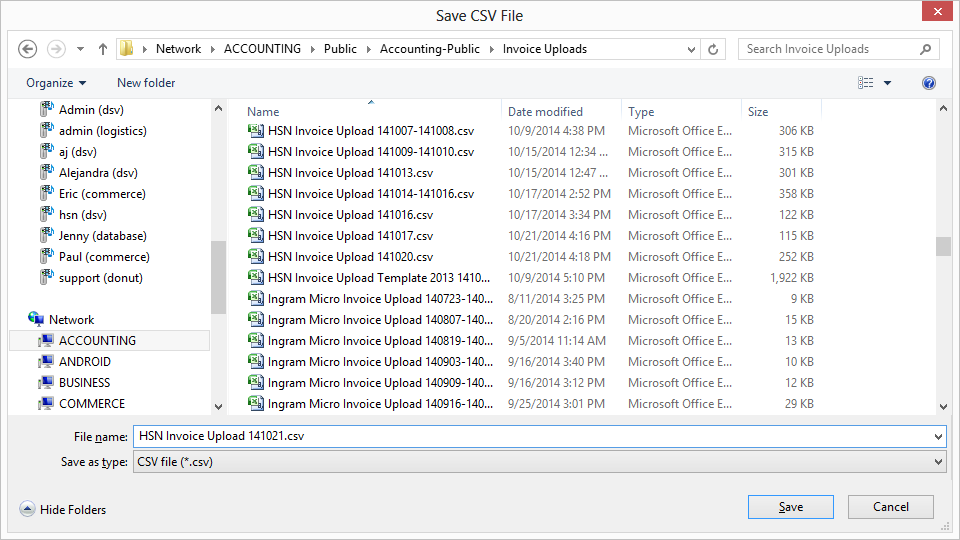 Save CSV File
Network ACCOUNTING Public Accounting-Public Invoice Uploads Search Invoice Uploads
Organize New folder
Admin (dsv)
admin (logistics)
aj (dsv)
Alejandra (dsv)
Eric (commerce)
hsn (dsv)
Jenny (database)
Paul (commerce)
support (donut)
Network
ACCOUNTING
ANDROID
BUSINESS
COMMERCE
Name Date modified Type Size
HSN Invoice Upload 141007-141008.csv 10/9/2014 4:38 PM Microsoft Office E... 306 KB
HSN Invoice Upload 141009-141010.csv 10/15/2014 12:34 ... Microsoft Office E... 315 KB
HSN Invoice Upload 141013.csv 10/15/2014 12:47 ... Microsoft Office E... 301 KB
HSN Invoice Upload 141014-141016.csv 10/17/2014 2:52 PM Microsoft Office E... 358 KB
HSN Invoice Upload 141016.csv 10/17/2014 3:34 PM Microsoft Office E... 122 KB
HSN Invoice Upload 141017.csv 10/21/2014 4:16 PM Microsoft Office E... 115 KB
HSN Invoice Upload 141020.csv 10/21/2014 4:18 PM Microsoft Office E... 252 KB
HSN Invoice Upload Template 2013 1410... 10/9/2014 5:10 PM Microsoft Office E... 1,922 KB
Ingram Micro Invoice Upload 140723-140... 8/11/2014 3:25 PM Microsoft Office E... 9 KB
Ingram Micro Invoice Upload 140807-140... 8/20/2014 2:16 PM Microsoft Office E... 15 KB
Ingram Micro Invoice Upload 140819-140... 9/5/2014 11:14 AM Microsoft Office E... 13 KB
Ingram Micro Invoice Upload 140903-140... 9/16/2014 3:40 PM Microsoft Office E... 10 KB
Ingram Micro Invoice Upload 140909-140... 9/16/2014 3:12 PM Microsoft Office E... 12 KB
Ingram Micro Invoice Upload 140916-140... 9/25/2014 3:01 PM Microsoft Office E... 29 KB
File name: HSN Invoice Upload 141021.csv
Save as type: CSV file (*.csv)
Hide Folders Save Cancel